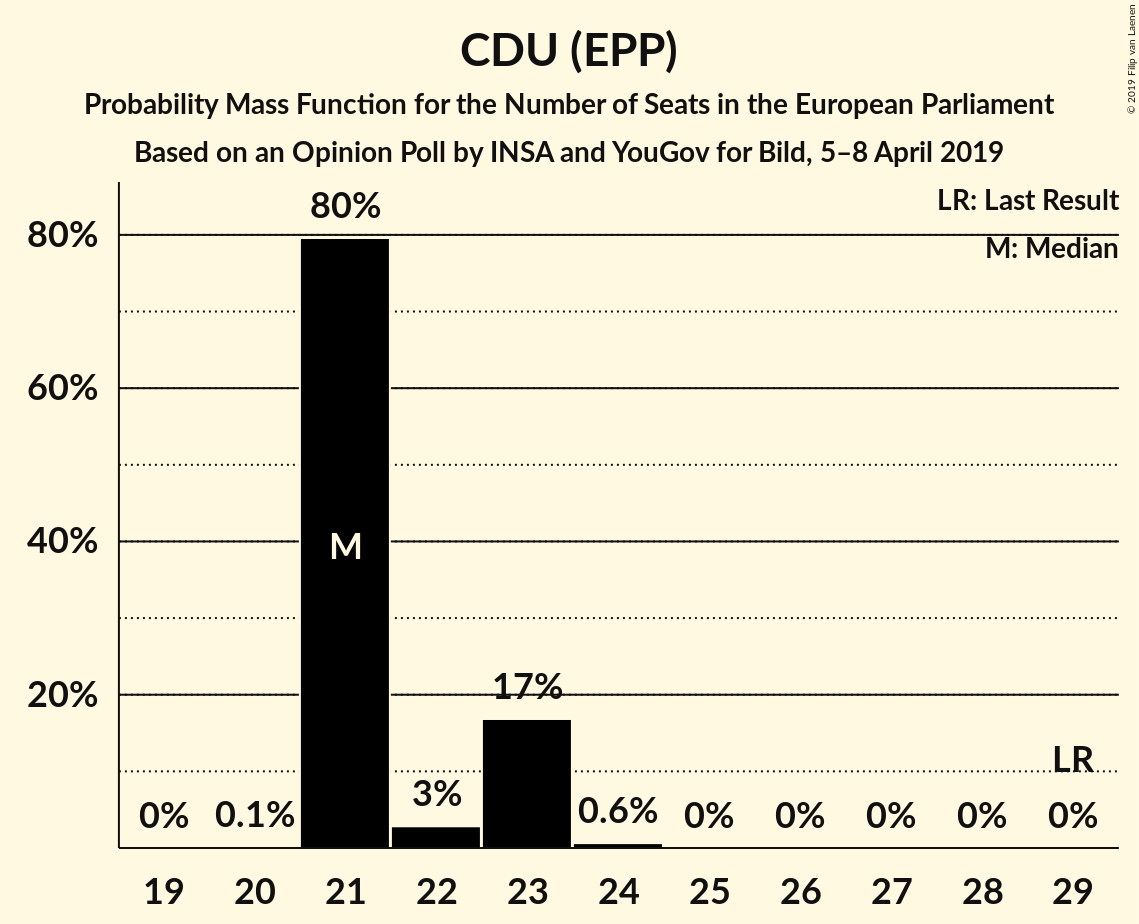 CDU (EPP)
Probability Mass Function for the Number of Seats in the European Parliament
Based on an Opinion Poll by INSA and YouGov for Bild, 5–8 April 2019
© 2019 Filip van Laenen
LR: Last Result
M: Median
80%
60%
40%
20%
0%
0.1%
80%
M
3%
17%
0.6%
0%
0%
0%
0%
LR
0%
19 20 21 22 23 24 25 26 27 28 29